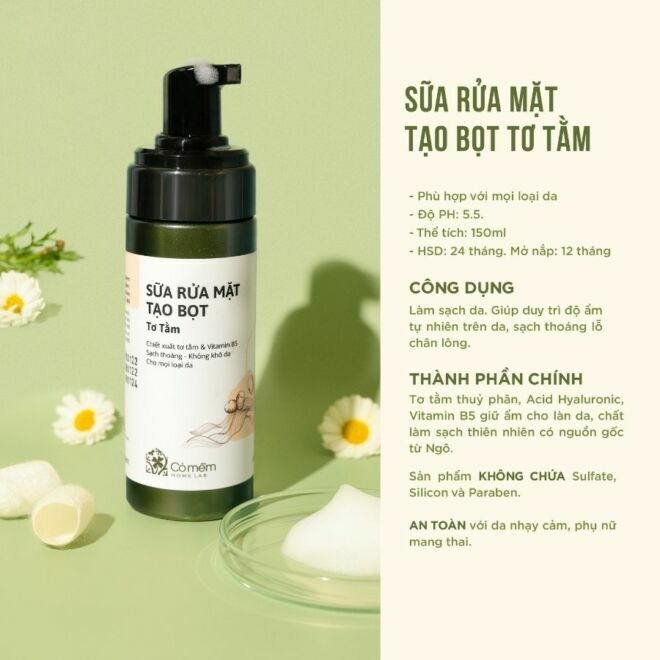 SỮA RỬA MẶT
TẠO BỌT TƠ TẰM
- Phù hợp với mọi loại da
- Độ PH: 5.5.
- Thể tích: 150ml
- HSD: 24 tháng. Mở nắp: 12 tháng
CÔNG DỤNG
Làm sạch da. Giúp duy trì độ ẩm
tự nhiên trên da, sạch thoáng lỗ
chân lông.
THÀNH PHẦN CHÍNH
Tơ tằm thuỷ phân, Acid Hyaluronic,
Vitamin B5 giữ ẩm cho làn da, chất
làm sạch thiên nhiên có nguồn gốc
từ Ngô.
Sản phẩm KHÔNG CHỨA Sulfate,
Silicon và Paraben.
AN TOÀN với da nhạy cảm, phụ nữ
mang thai.
SỮA RỬA MẶT
TẠO BỌT
Tơ Tằm
Chiết xuất tơ tằm & Vitamin B5
Sạch thoáng - Không khô da
Cho mọi loại da
Cỏ mềm
HOME LAB